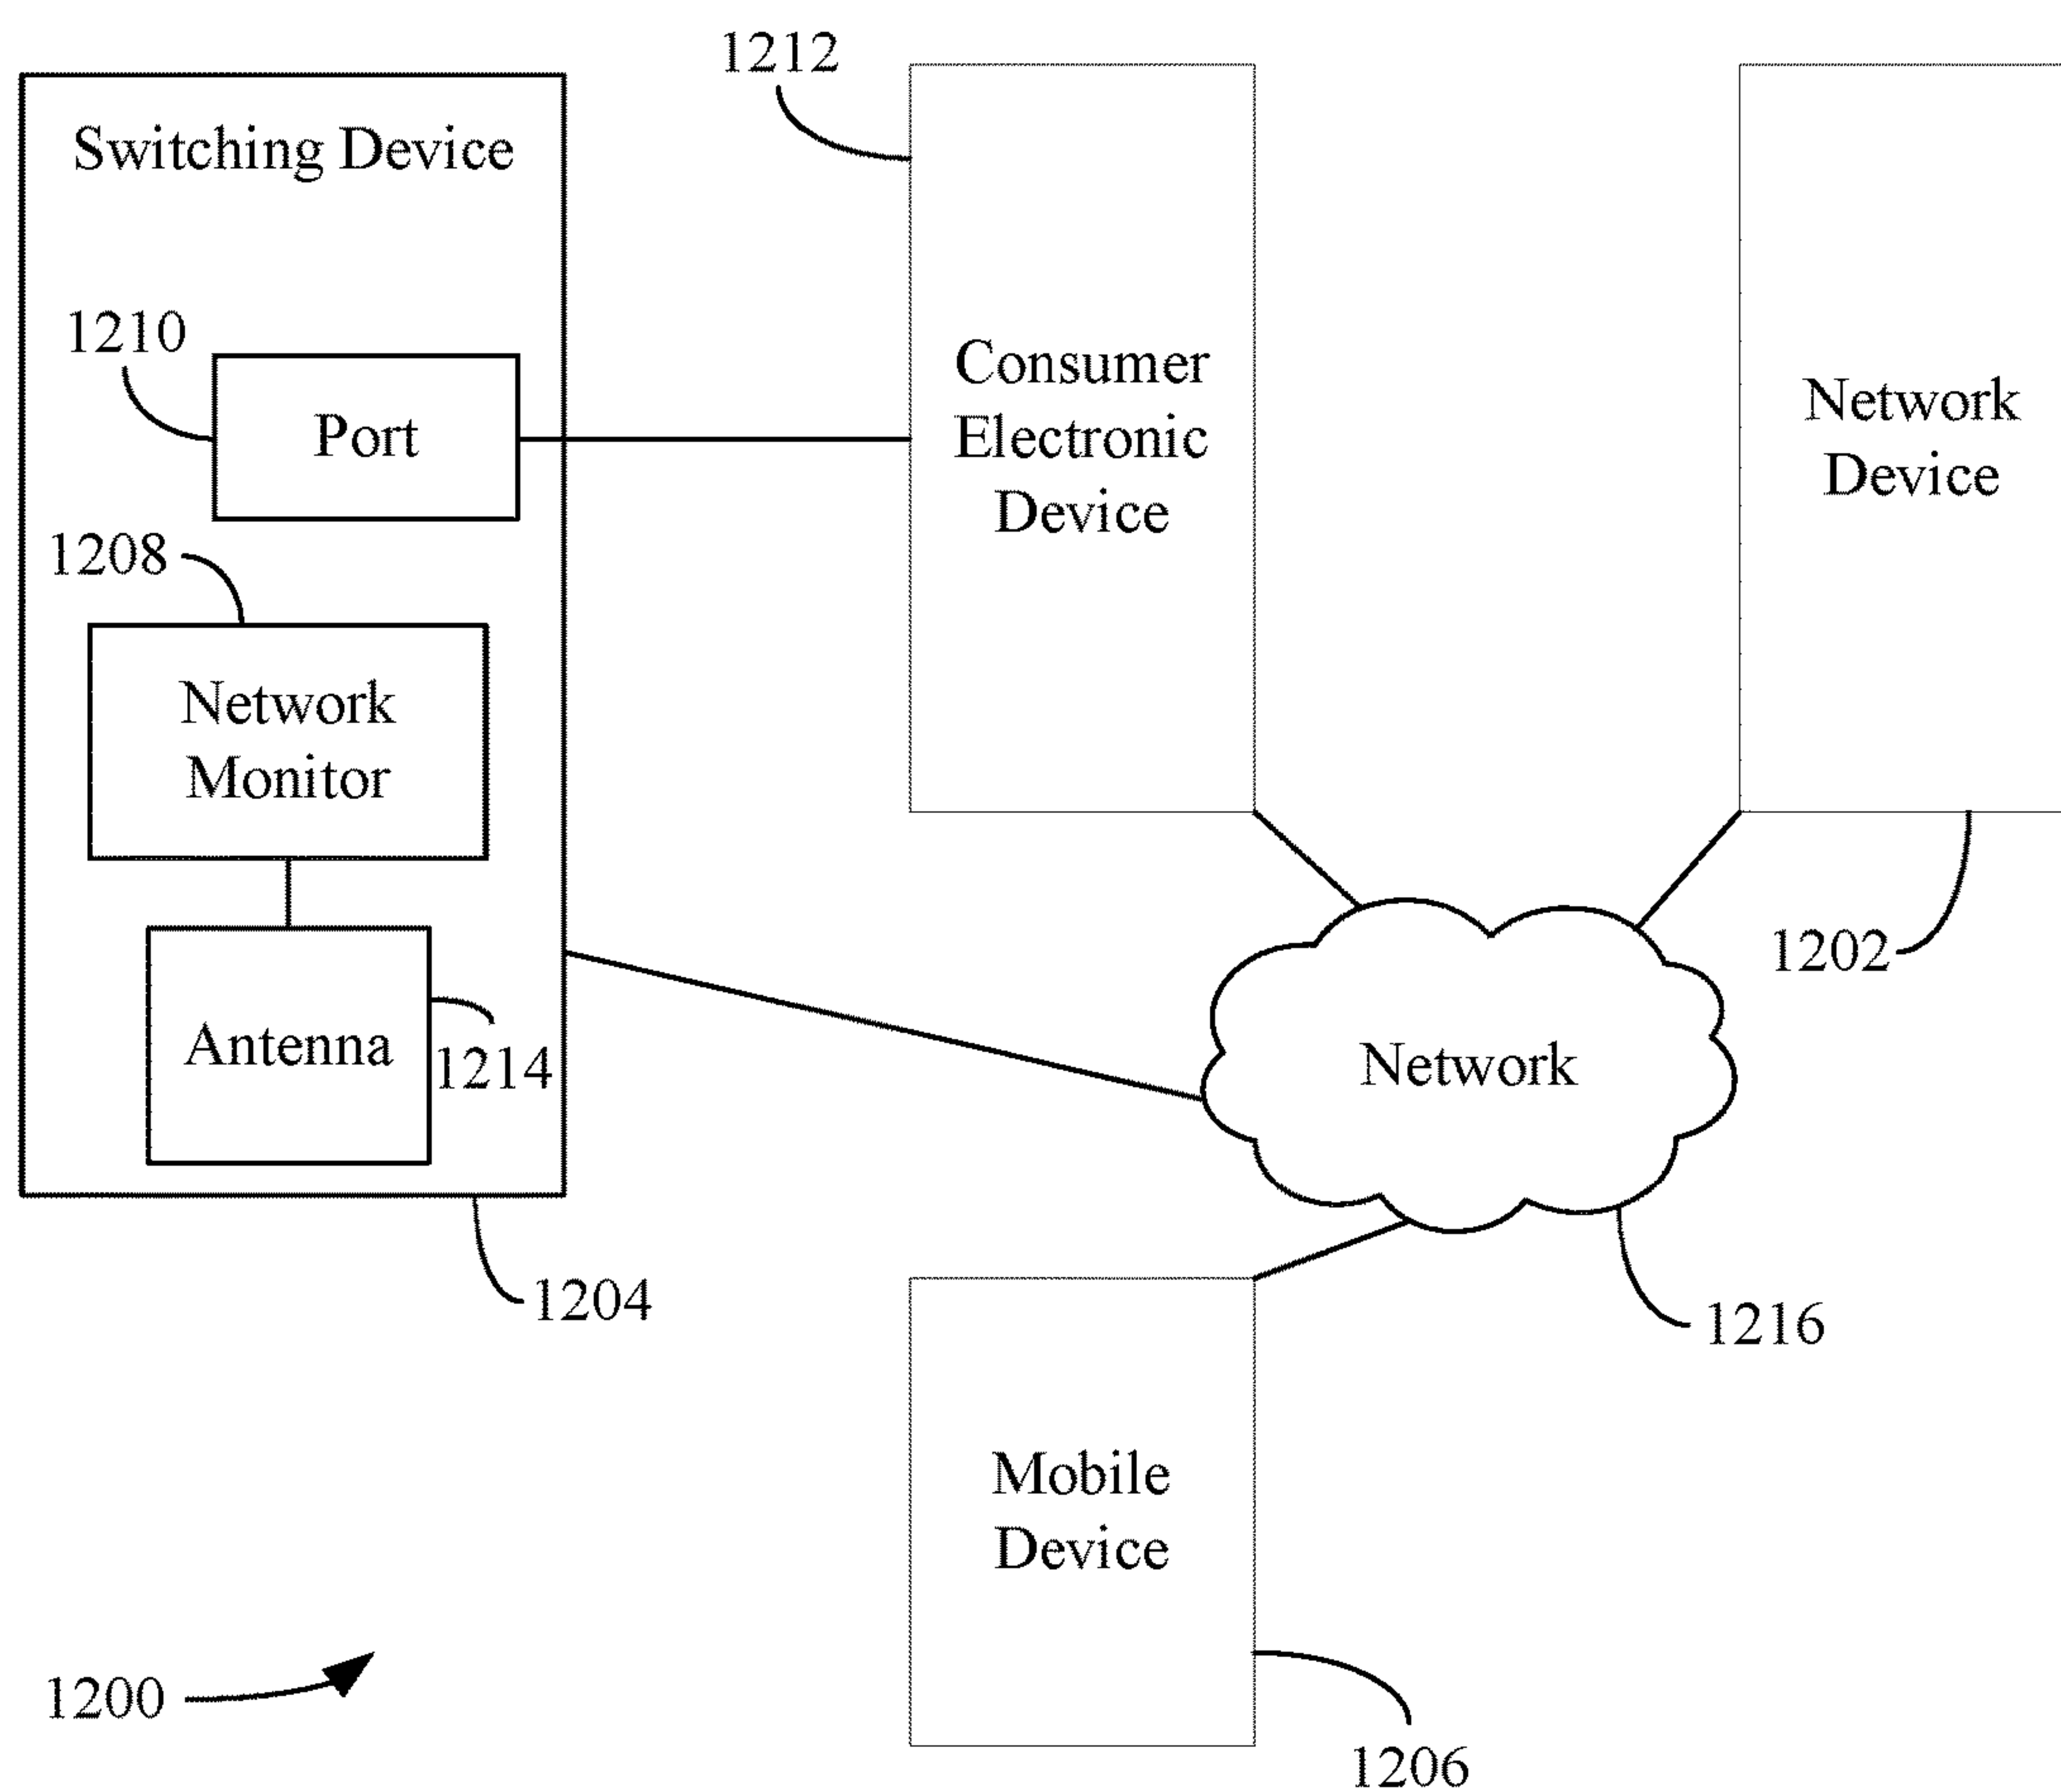 1212
Switching Device
1210
Port
Consumer
Electronic
Device
Network
Device
1208
Network
Monitor
1202
Antenna
1214
Network
1204
1216
Mobile
Device
1200
1206